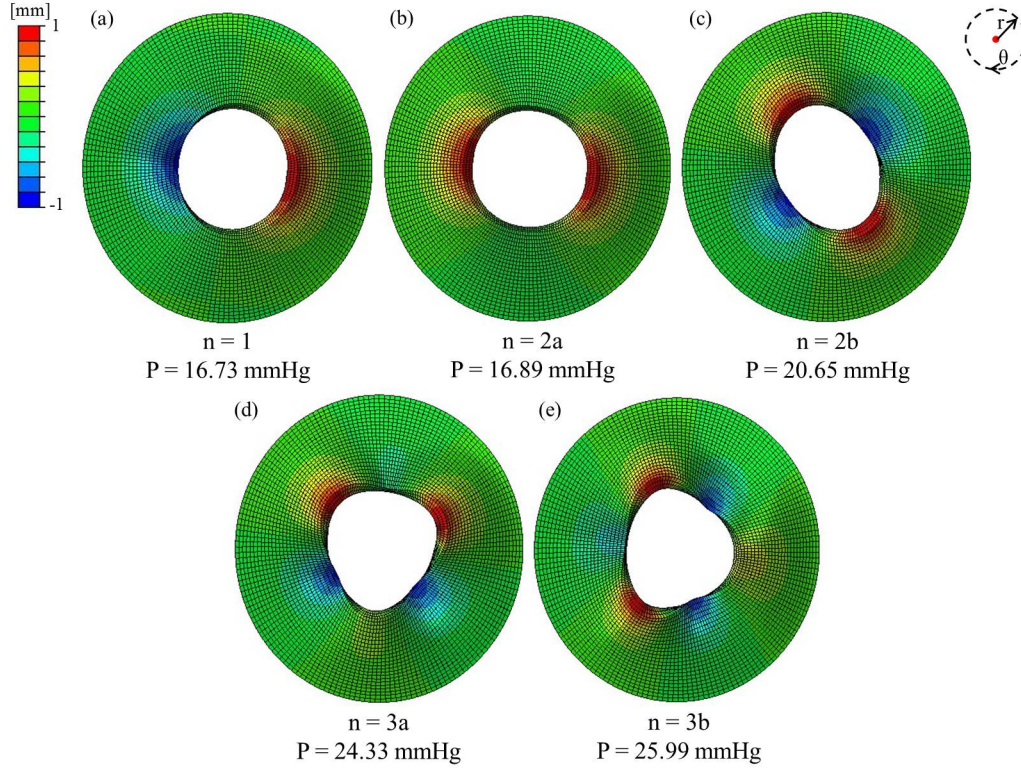 [mm]
1
-1
(a)
(b)
(c)
r
θ
n = 1
P = 16.73 mmHg
n = 2a
P = 16.89 mmHg
n = 2b
P = 20.65 mmHg
(d)
(e)
n = 3a
P = 24.33 mmHg
n = 3b
P = 25.99 mmHg